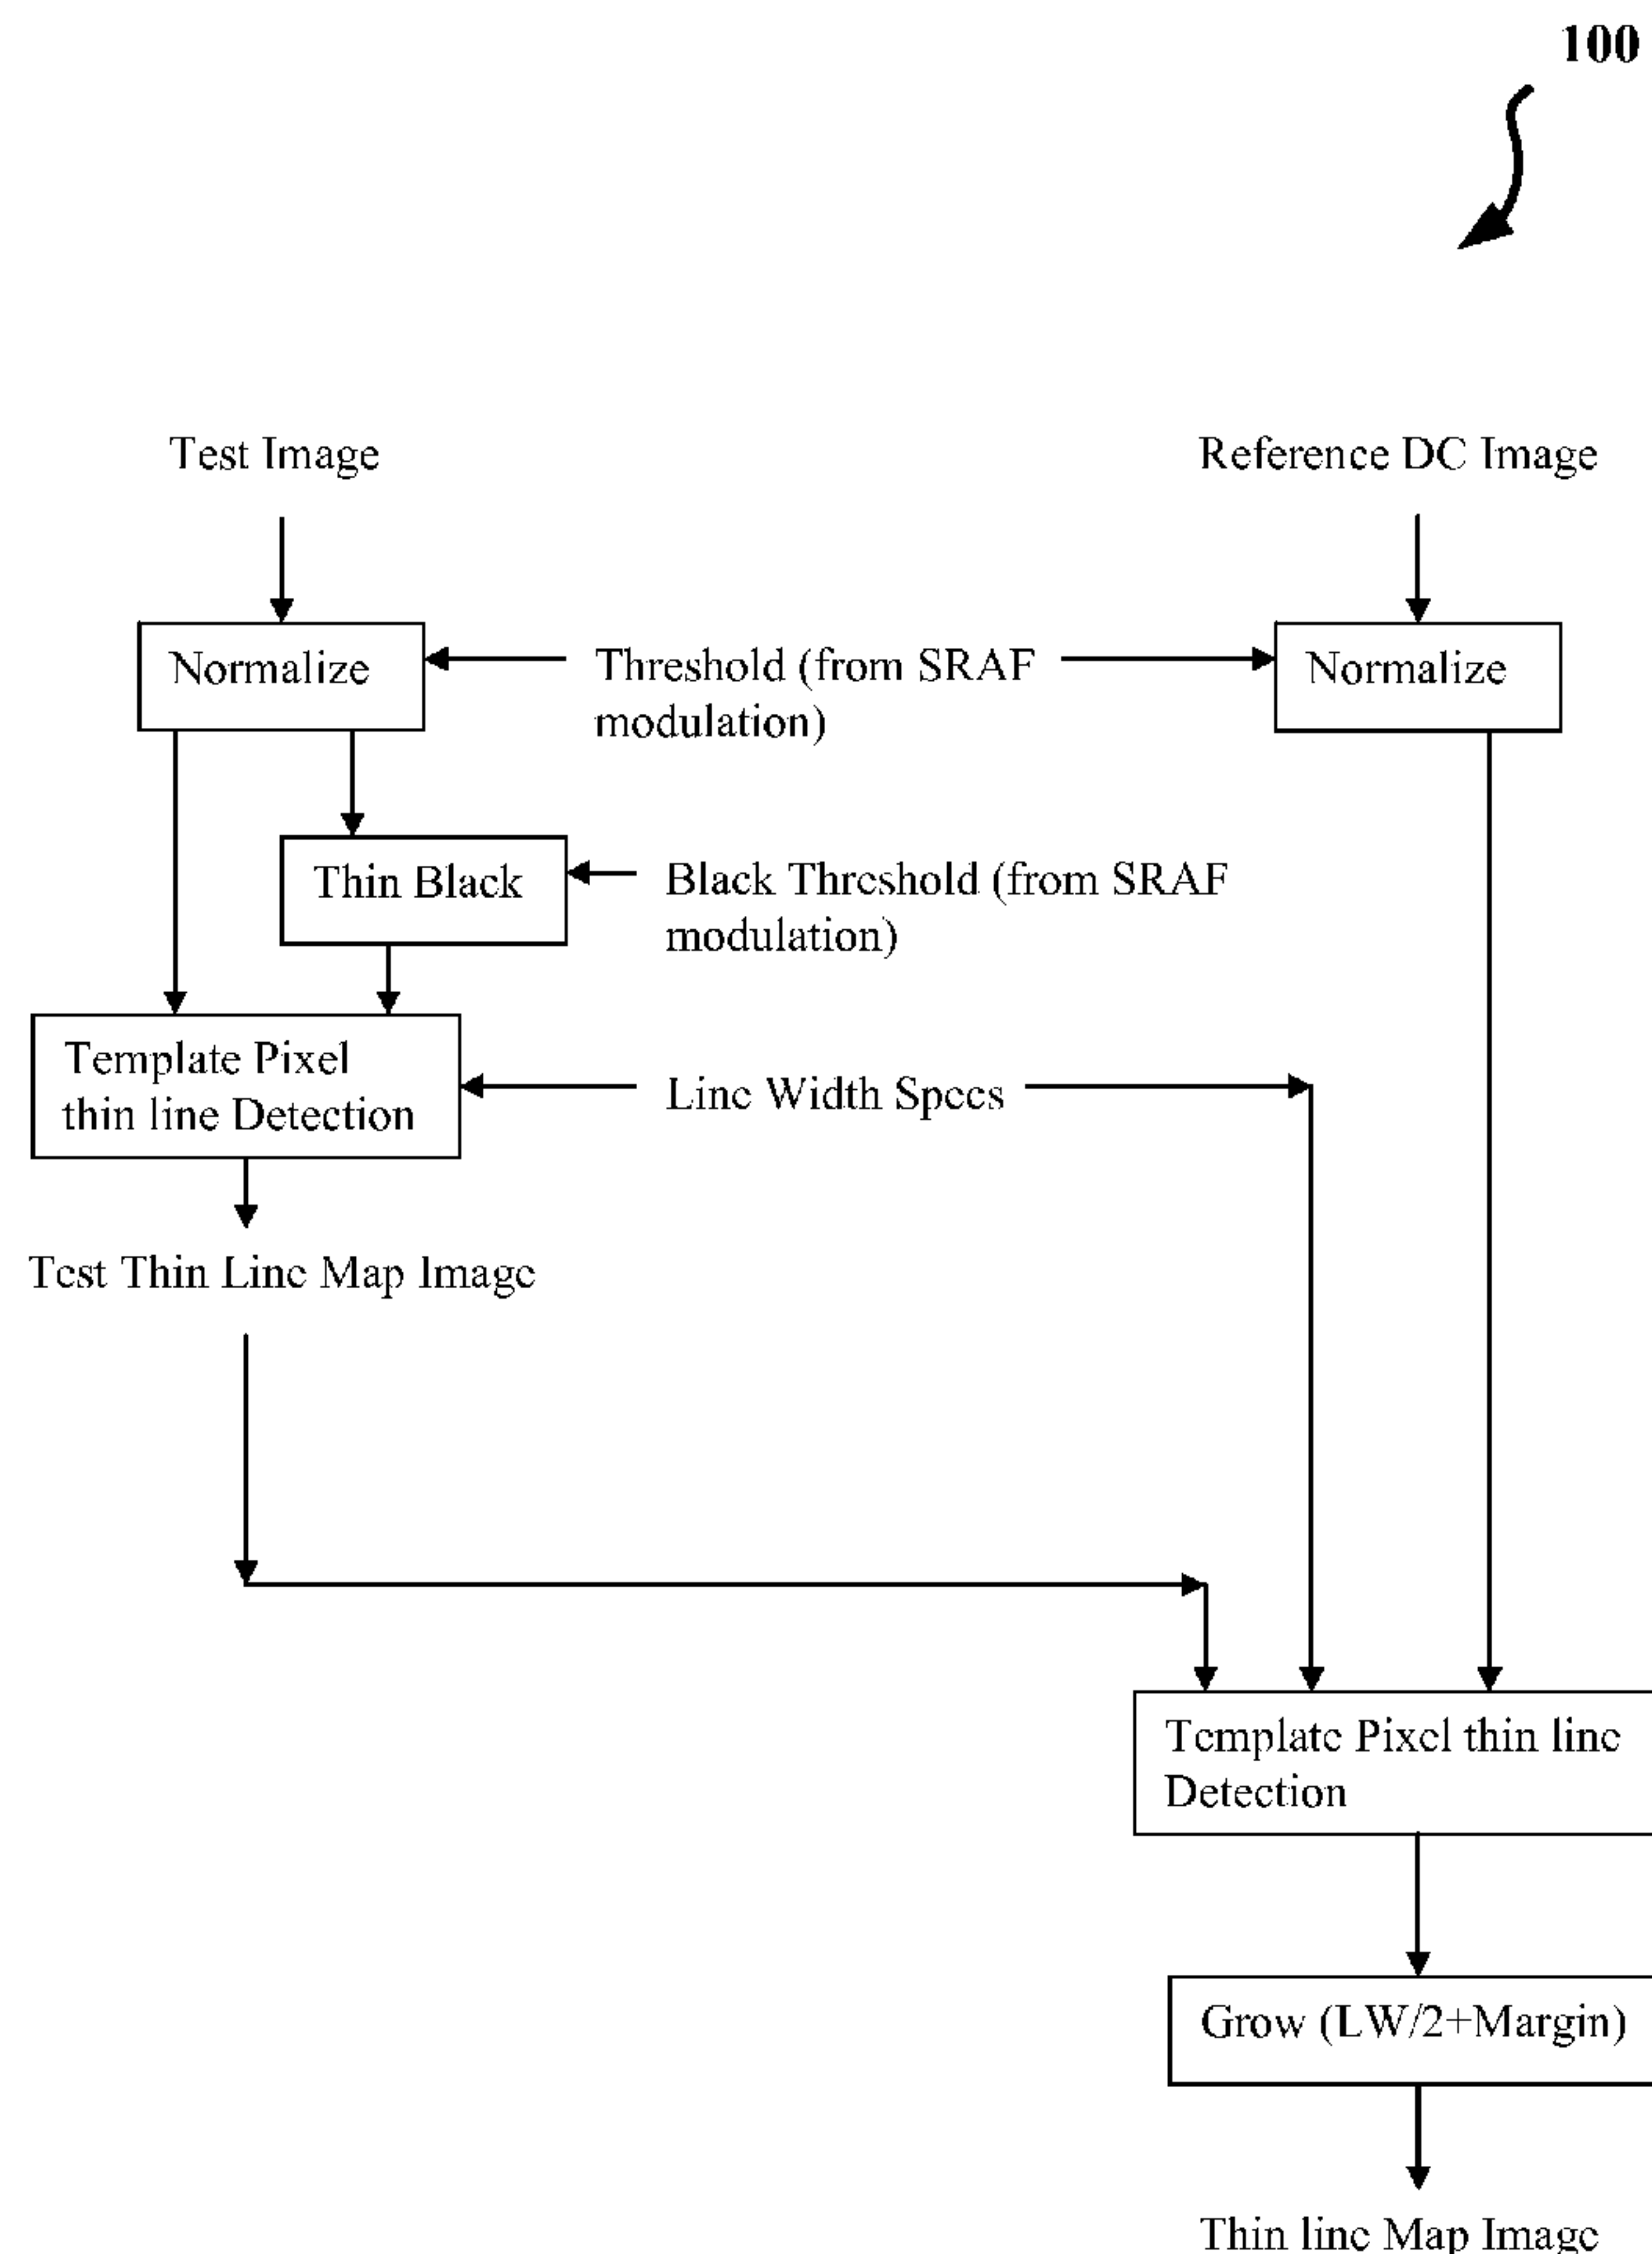 100
Test Image
Reference DC Image
Normalize
Threshold (from SRAF
modulation)
Normalize
Thin Black
Black Threshold (from SRAF
modulation)
Template Pixel
thin line Detection
Line Width Specs
Test Thin Line Map Image
Template Pixel thin line
Detection
Grow (LW/2+Margin)
Thin line Map Image